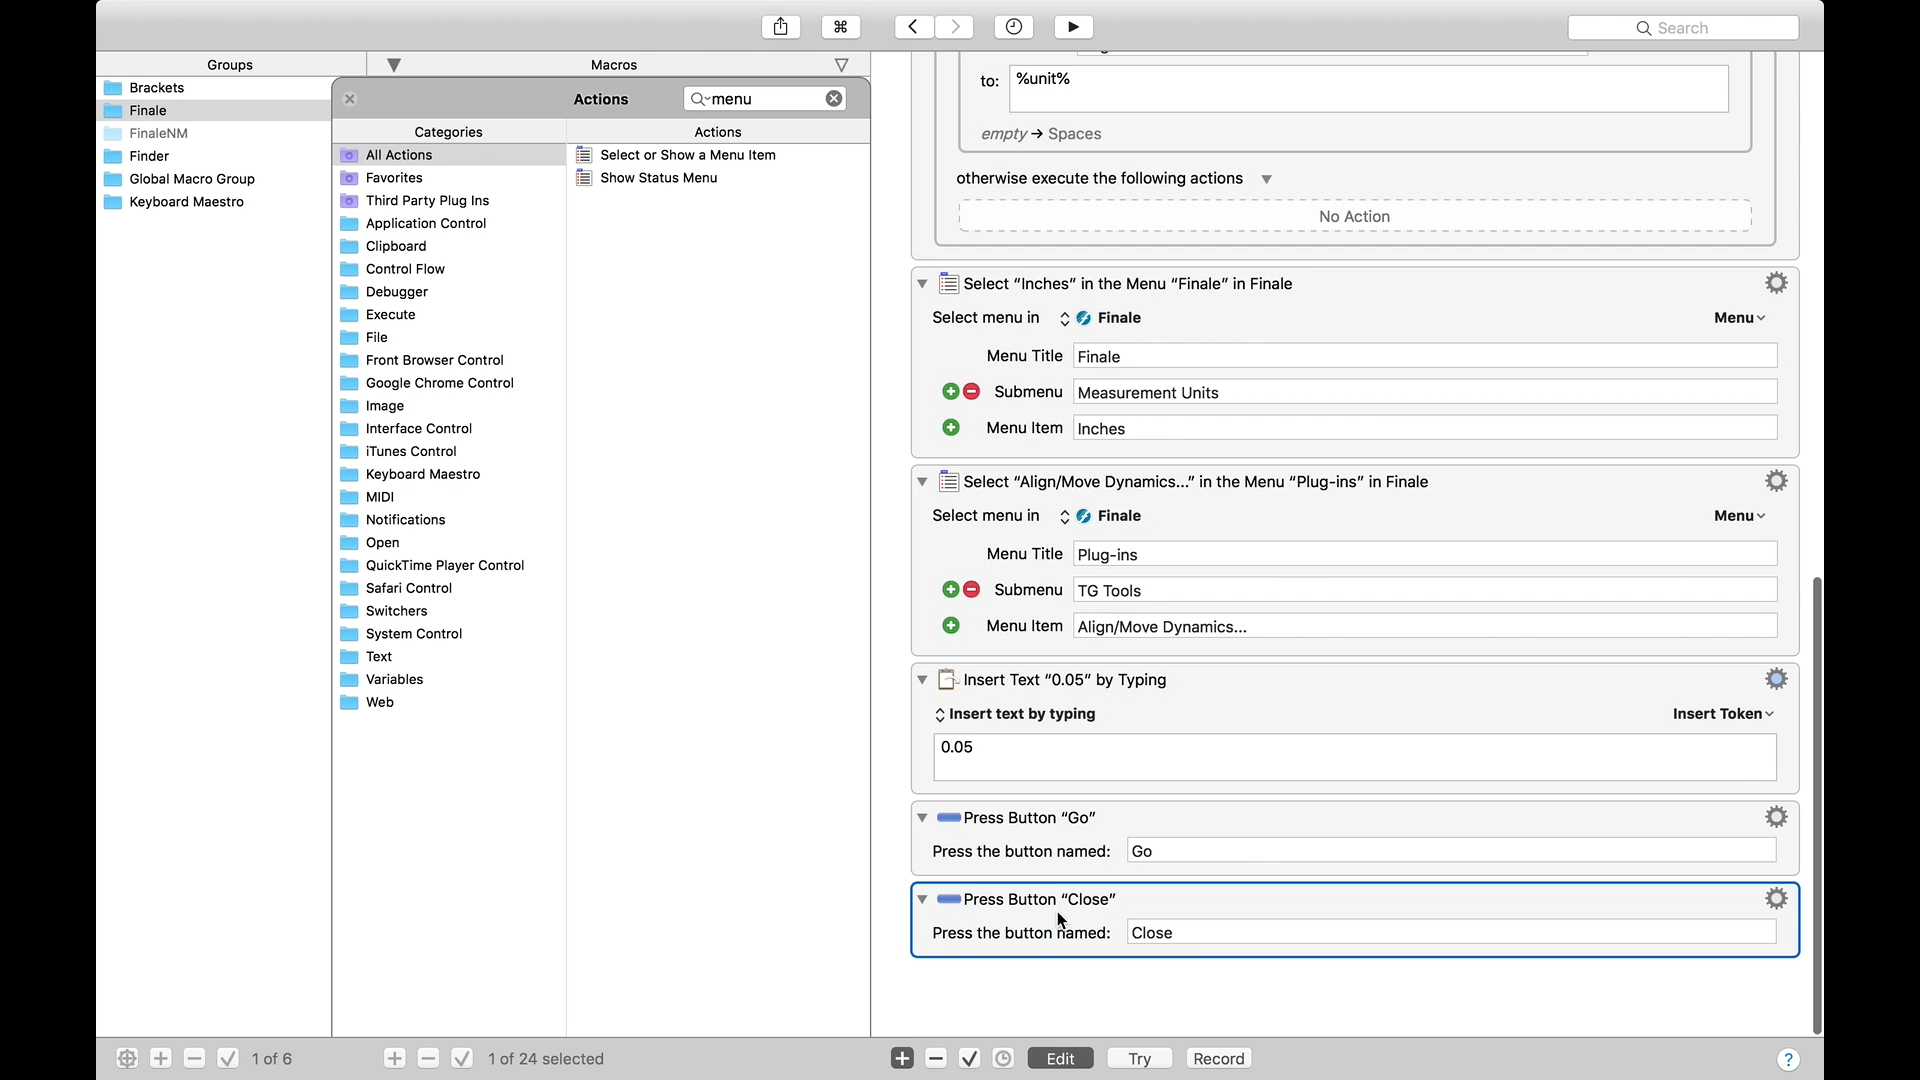 Search
Groups
Macros
Brackets
Finale
FinaleNM
Finder
Global Macro Group
Keyboard Maestro
Actions
menu
Categories
Actions
All Actions
Favorites
Third Party Plug Ins
Application Control
Clipboard
Control Flow
Debugger
Execute
File
Front Browser Control
Google Chrome Control
Image
Interface Control
iTunes Control
Keyboard Maestro
MIDI
Notifications
Open
QuickTime Player Control
Safari Control
Switchers
System Control
Text
Variables
Web
Select or Show a Menu Item
Show Status Menu
to: %unit%
empty → Spaces
otherwise execute the following actions
No Action
Select “Inches” in the Menu “Finale” in Finale
Select menu in Finale Menu
Menu Title Finale
Submenu Measurement Units
Menu Item Inches
Select “Align/Move Dynamics...” in the Menu “Plug-ins” in Finale
Select menu in Finale Menu
Menu Title Plug-ins
Submenu TG Tools
Menu Item Align/Move Dynamics...
Insert Text “0.05” by Typing
Insert text by typing Insert Token
0.05
Press Button “Go”
Press the button named: Go
Press Button “Close”
Press the button named: Close
1 of 6
1 of 24 selected
Edit Try Record
?